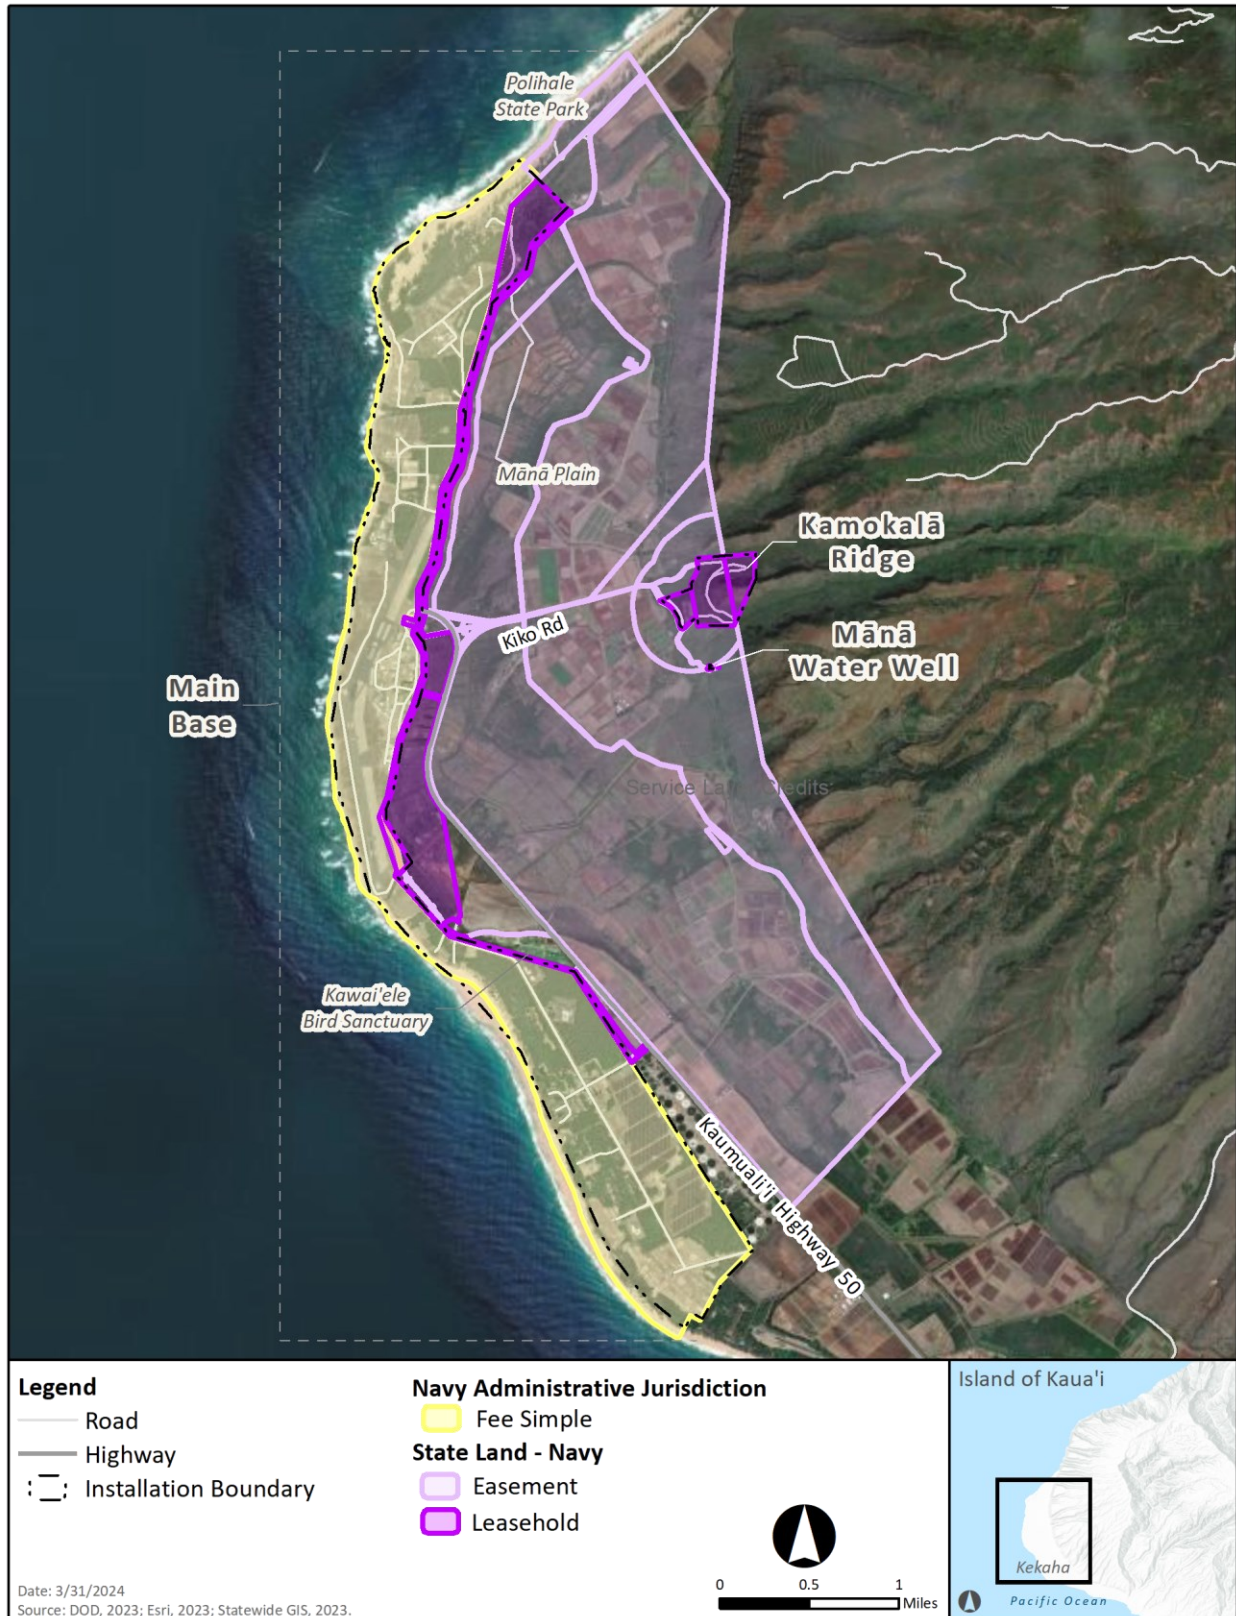 Polihale
State Park
Mānā Plain
Kamokalā
Ridge
Kiko Rd
Mānā
Water Well
Main
Base
Kawai'ele
Bird Sanctuary
Kaumuali'i Highway 50
Legend
Road
Highway
Installation Boundary
Navy Administrative Jurisdiction
Fee Simple
State Land - Navy
Easement
Leasehold
0 0.5 1
Miles
Date: 3/31/2024
Source: DOD, 2023; Esri, 2023; Statewide GIS, 2023.
Island of Kaua'i
Kekaha
Pacific Ocean